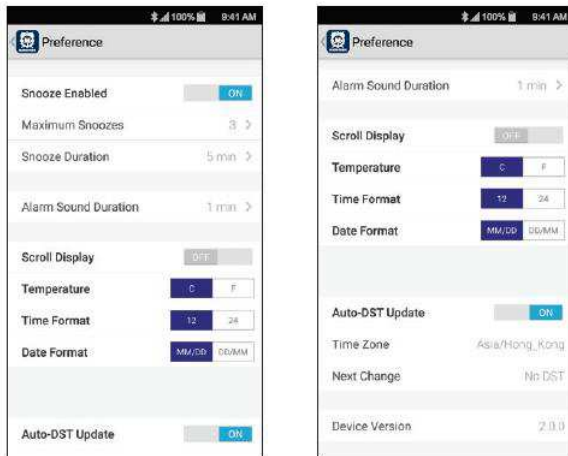 100% 9:41 AM
Preference
Snooze Enabled ON
Maximum Snoozes 3 >
Snooze Duration 5 min >
Alarm Sound Duration 1 min >
Scroll Display OFF
Temperature C F
Time Format 12 24
Date Format MM/DD DD/MM
Auto-DST Update ON
100% 9:41 AM
Preference
Alarm Sound Duration 1 min >
Scroll Display OFF
Temperature C F
Time Format 12 24
Date Format MM/DD DD/MM
Auto-DST Update ON
Time Zone Asia/Hong_Kong
Next Change No DST
Device Version 2.0.0